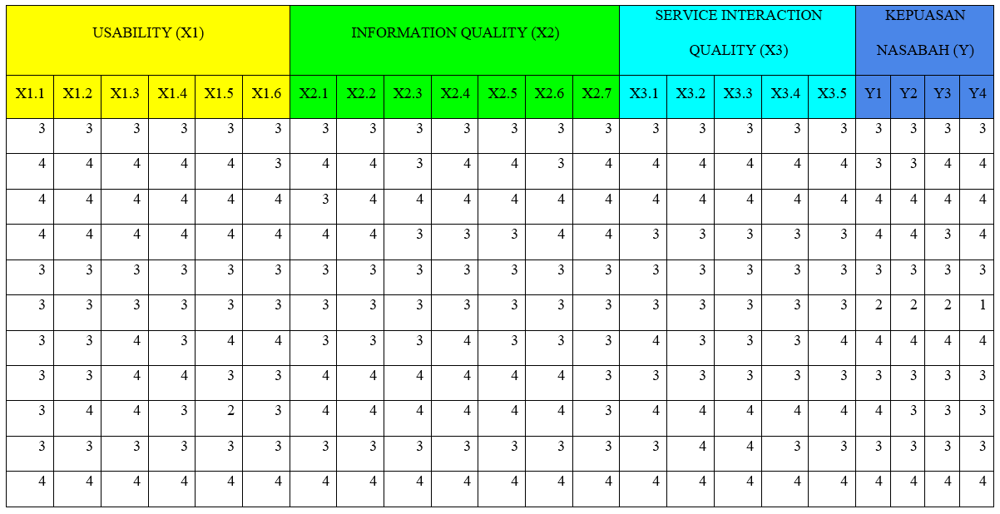 USABILITY (X1) INFORMATION QUALITY (X2) SERVICE INTERACTION QUALITY (X3) KEPUASAN NASABAH (Y)
X1.1 X1.2 X1.3 X1.4 X1.5 X1.6 X2.1 X2.2 X2.3 X2.4 X2.5 X2.6 X2.7 X3.1 X3.2 X3.3 X3.4 X3.5 Y1 Y2 Y3 Y4
3 3 3 3 3 3 3 3 3 3 3 3 3 3 3 3 3 3 3 3 3 3
4 4 4 4 4 3 4 4 3 4 4 3 4 4 4 4 4 4 3 3 4 4
4 4 4 4 4 4 3 4 4 4 4 4 4 4 4 4 4 4 4 4 4 4
4 4 4 4 4 4 4 4 3 3 3 4 4 3 3 3 3 3 4 4 3 4
3 3 3 3 3 3 3 3 3 3 3 3 3 3 3 3 3 3 3 3 3 3
3 3 3 3 3 3 3 3 3 3 3 3 3 3 3 3 3 3 2 2 2 1
3 3 4 3 4 4 3 3 3 4 3 3 3 4 3 3 3 4 4 4 4 4
3 3 4 4 3 3 4 4 4 4 4 4 3 3 3 3 3 3 3 3 3 3
3 4 4 3 2 3 4 4 4 4 4 4 3 4 4 4 4 4 4 3 3 3
3 3 3 3 3 3 3 3 3 3 3 3 3 3 4 4 3 3 3 3 3 3
4 4 4 4 4 4 4 4 4 4 4 4 4 4 4 4 4 4 4 4 4 4